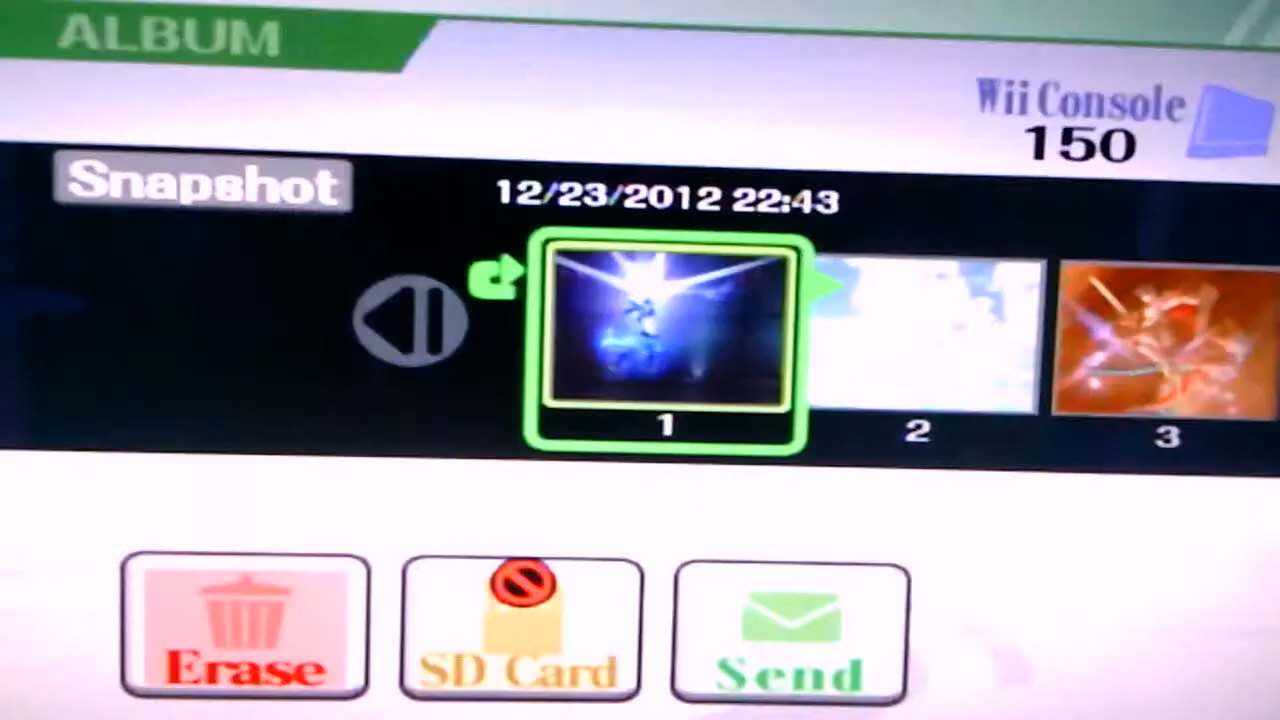 ALBUM
Wii Console
150
Snapshot
12/23/2012 22:43
1
2
3
Erase
SD Card
Send